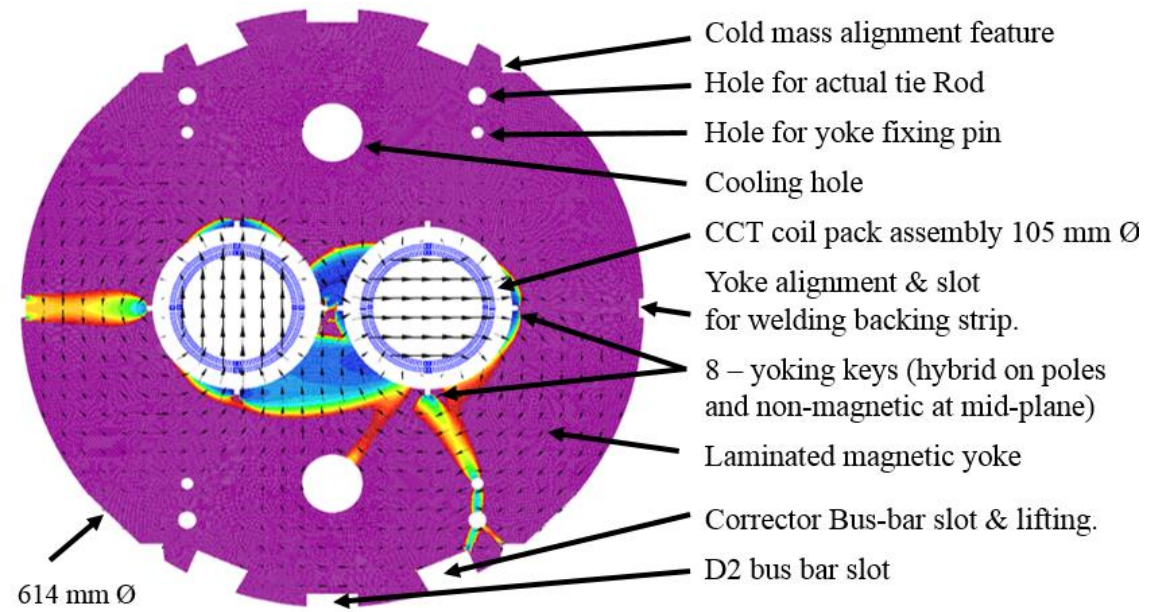 Cold mass alignment feature
Hole for actual tie Rod
Hole for yoke fixing pin
Cooling hole
CCT coil pack assembly 105 mm Ø
Yoke alignment & slot
for welding backing strip.
8 – yoking keys (hybrid on poles
and non-magnetic at mid-plane)
Laminated magnetic yoke
Corrector Bus-bar slot & lifting.
D2 bus bar slot
614 mm Ø